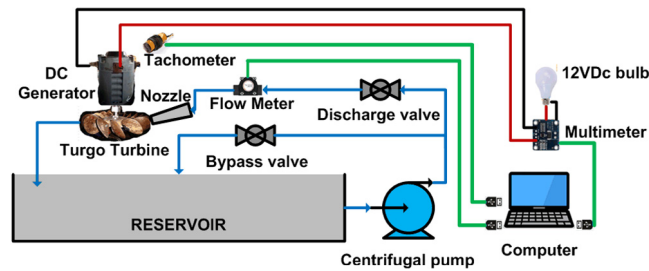 Tachometer
DC
Generator
Nozzle
Flow Meter
Discharge valve
12VDc bulb
Multimeter
Turgo Turbine
Bypass valve
RESERVOIR
Centrifugal pump
Computer